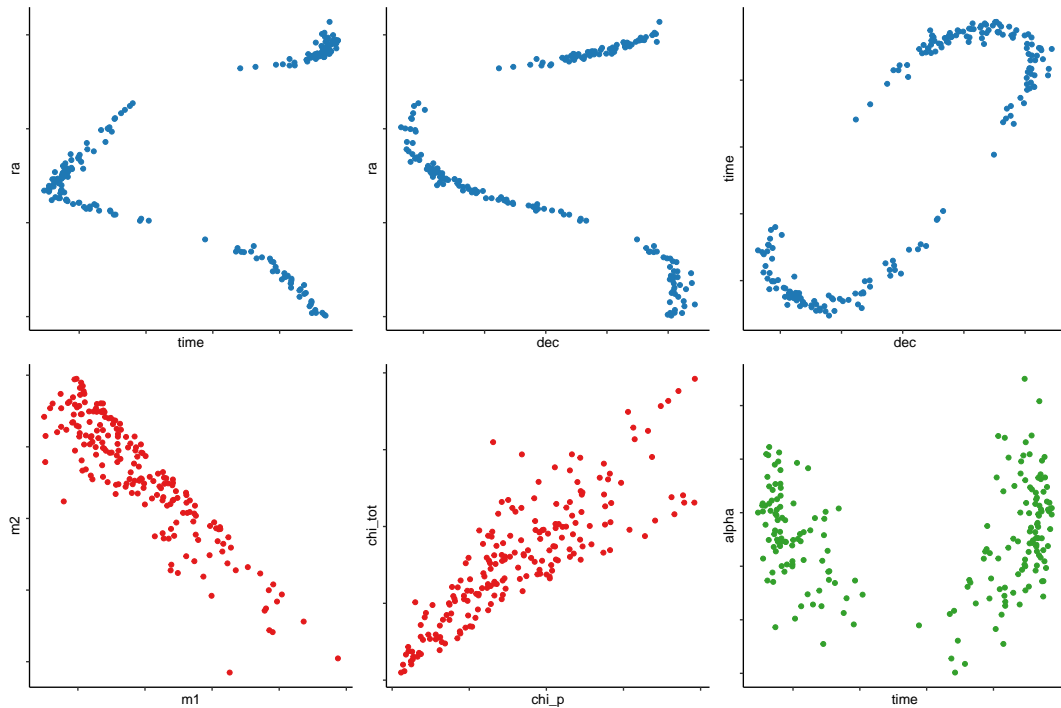 ra
time
ra
dec
time
dec
m2
m1
chi_tot
chi_p
alpha
time